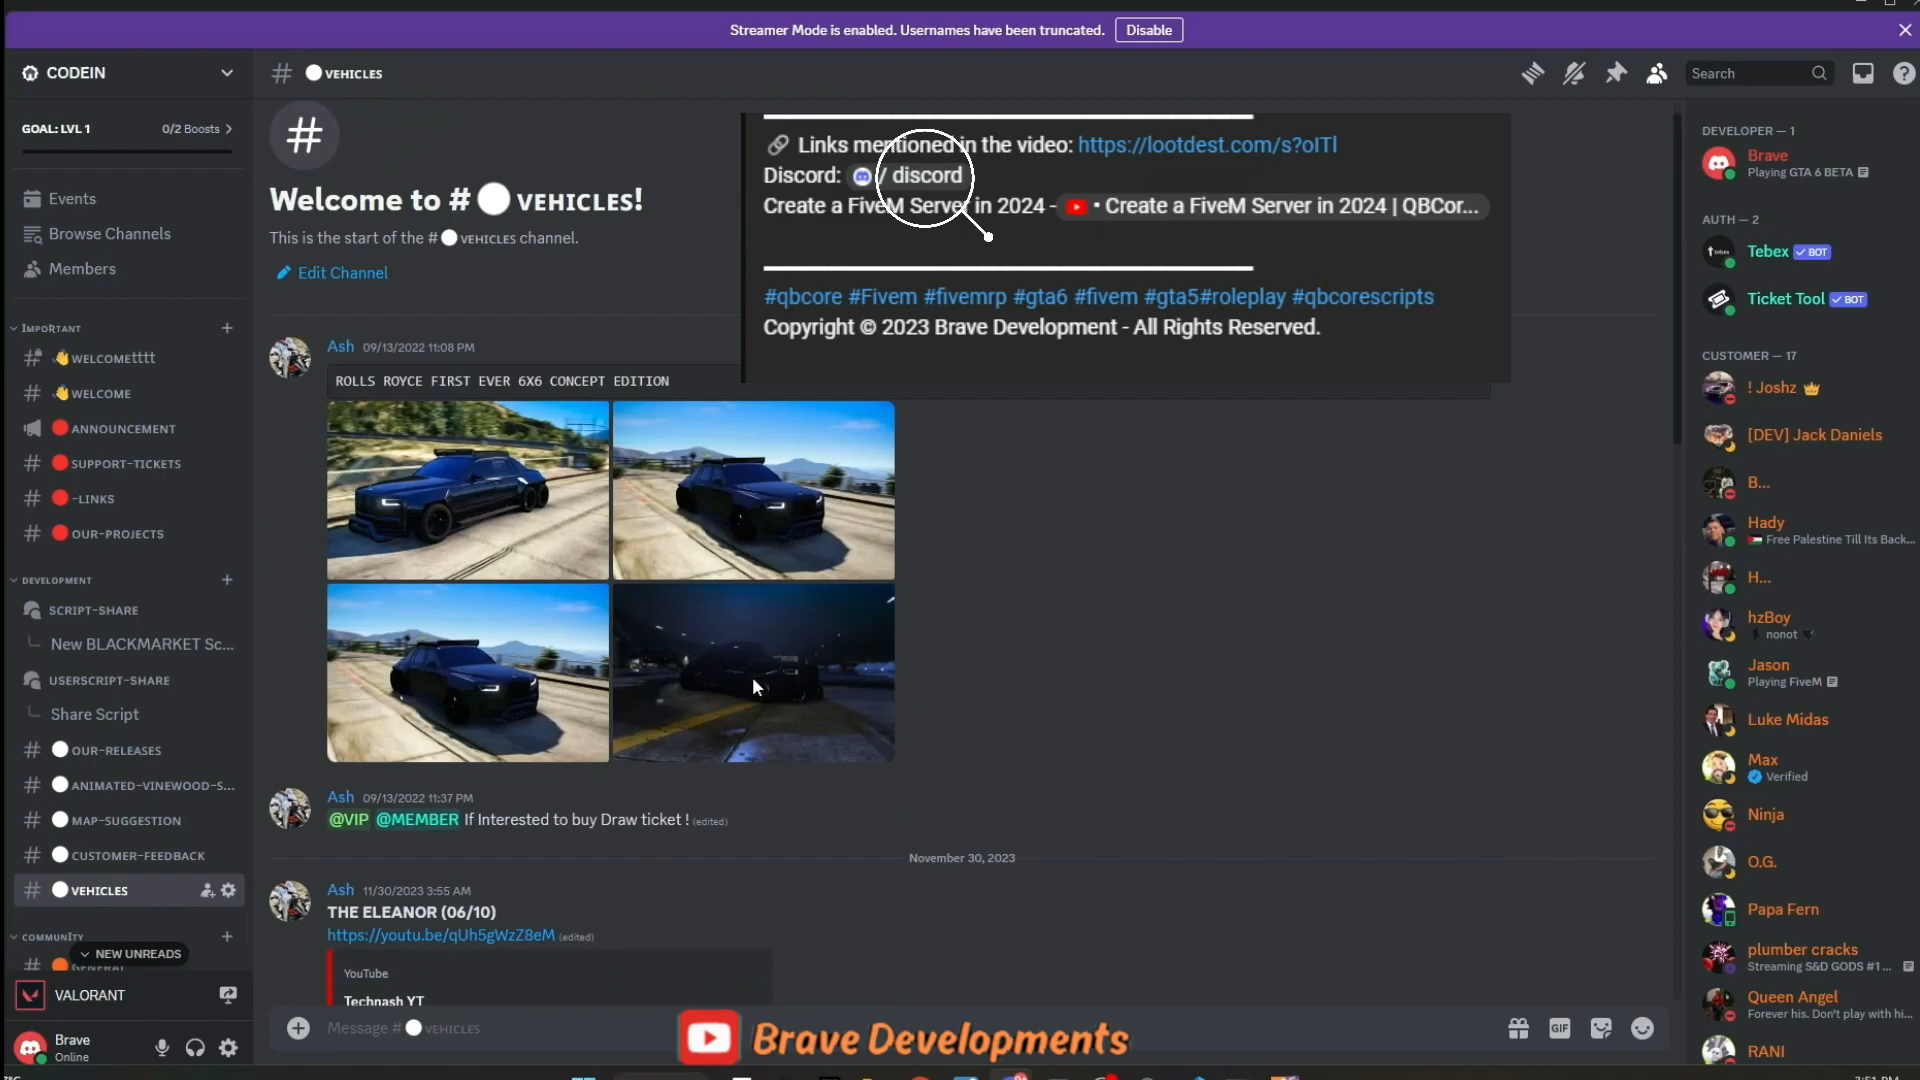 Streamer Mode is enabled. Usernames have been truncated. Disable
CODEIN
# VEHICLES
Search
GOAL: LVL 1 0/2 Boosts
Events
Browse Channels
Members
IMPORTANT
WELCOMEtttt
WELCOME
ANNOUNCEMENT
SUPPORT-TICKETS
-LINKS
OUR-PROJECTS
DEVELOPMENT
SCRIPT-SHARE
New BLACKMARKET Sc...
USERSCRIPT-SHARE
Share Script
OUR-RELEASES
ANIMATED-VINEWOOD-S...
MAP-SUGGESTION
CUSTOMER-FEEDBACK
VEHICLES
COMMUNITY
NEW UNREADS
GENERAL
VALORANT
Brave
Online
Welcome to # VEHICLES!
This is the start of the # VEHICLES channel.
Edit Channel
Links mentioned in the video: https://lootdest.com/s?oITl
Discord: / discord
Create a FiveM Server in 2024 - • Create a FiveM Server in 2024 | QBCor...
#qbcore #Fivem #fivemrp #gta6 #fivem #gta5#roleplay #qbcorescripts
Copyright © 2023 Brave Development - All Rights Reserved.
Ash 09/13/2022 11:08 PM
ROLLS ROYCE FIRST EVER 6X6 CONCEPT EDITION
Ash 09/13/2022 11:37 PM
@VIP @MEMBER If Interested to buy Draw ticket ! (edited)
November 30, 2023
Ash 11/30/2023 3:55 AM
THE ELEANOR (06/10)
https://youtu.be/qUh5gWzZ8eM (edited)
YouTube
Technash YT
Message # VEHICLES
Brave Developments
GIF
DEVELOPER — 1
Brave
Playing GTA 6 BETA
AUTH — 2
Tebex BOT
Ticket Tool BOT
CUSTOMER — 17
! Joshz
[DEV] Jack Daniels
B...
Hady
Free Palestine Till Its Back...
H...
hzBoy
nonot
Jason
Playing FiveM
Luke Midas
Max
Verified
Ninja
O.G.
Papa Fern
plumber cracks
Streaming S&D GODS #1 ...
Queen Angel
Forever his. Don't play with hi...
RANI